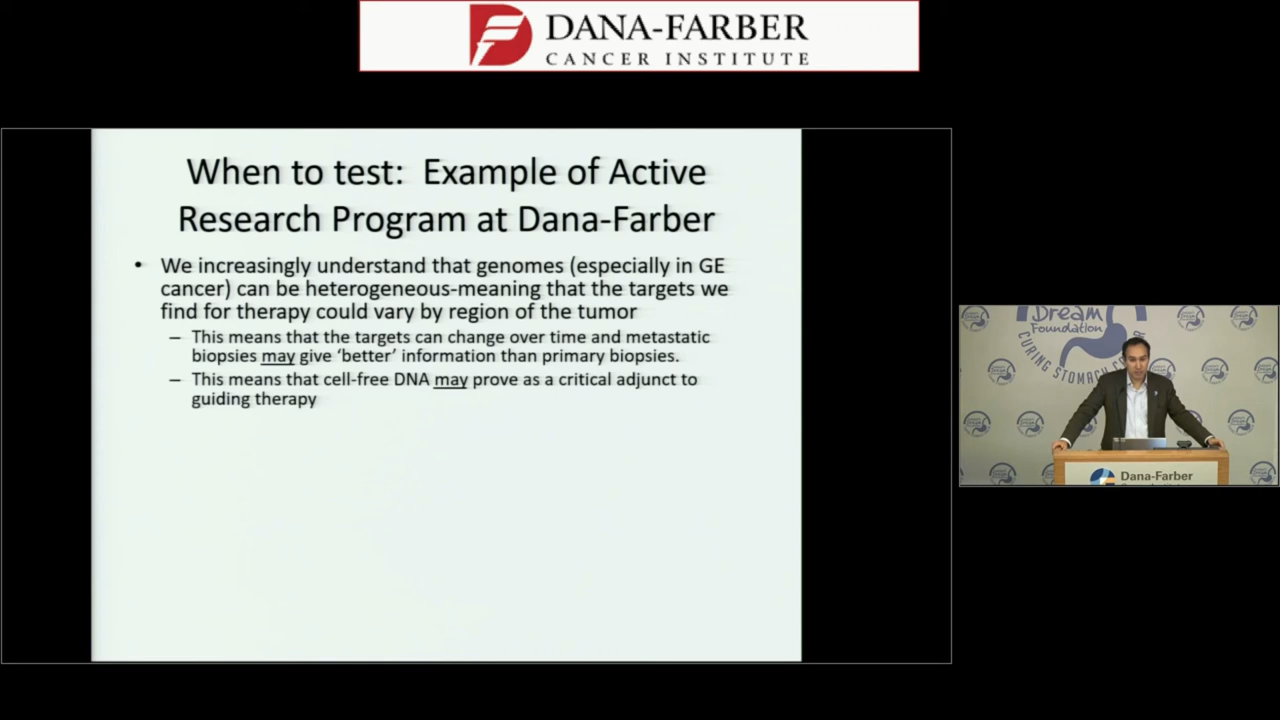 DANA-FARBER
CANCER INSTITUTE
When to test: Example of Active
Research Program at Dana-Farber
• We increasingly understand that genomes (especially in GE
cancer) can be heterogeneous-meaning that the targets we
find for therapy could vary by region of the tumor
– This means that the targets can change over time and metastatic
biopsies may give ‘better’ information than primary biopsies.
– This means that cell-free DNA may prove as a critical adjunct to
guiding therapy
Dream
Foundation
CURING STOMACH
Dana-Farber